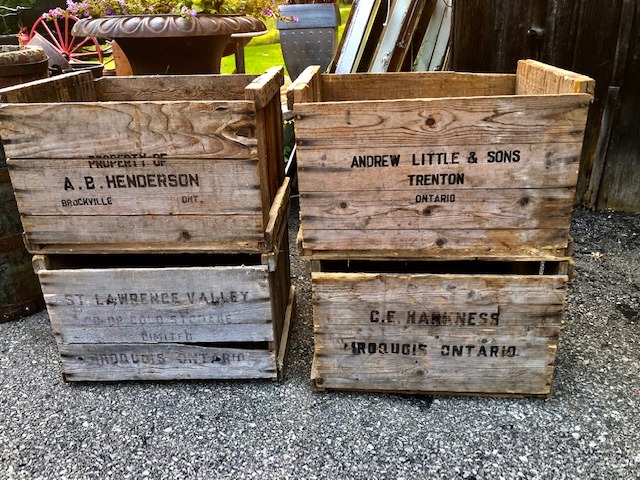 PROPERTY OF
A.B. HENDERSON
BROCKVILLE ONT.
ANDREW LITTLE & SONS
TRENTON
ONTARIO
ST. LAWRENCE VALLEY
CO-OP COLD STORAGE
LIMITED
IROQUOIS ONTARIO
C.E. HARKNESS
IROQUOIS ONTARIO